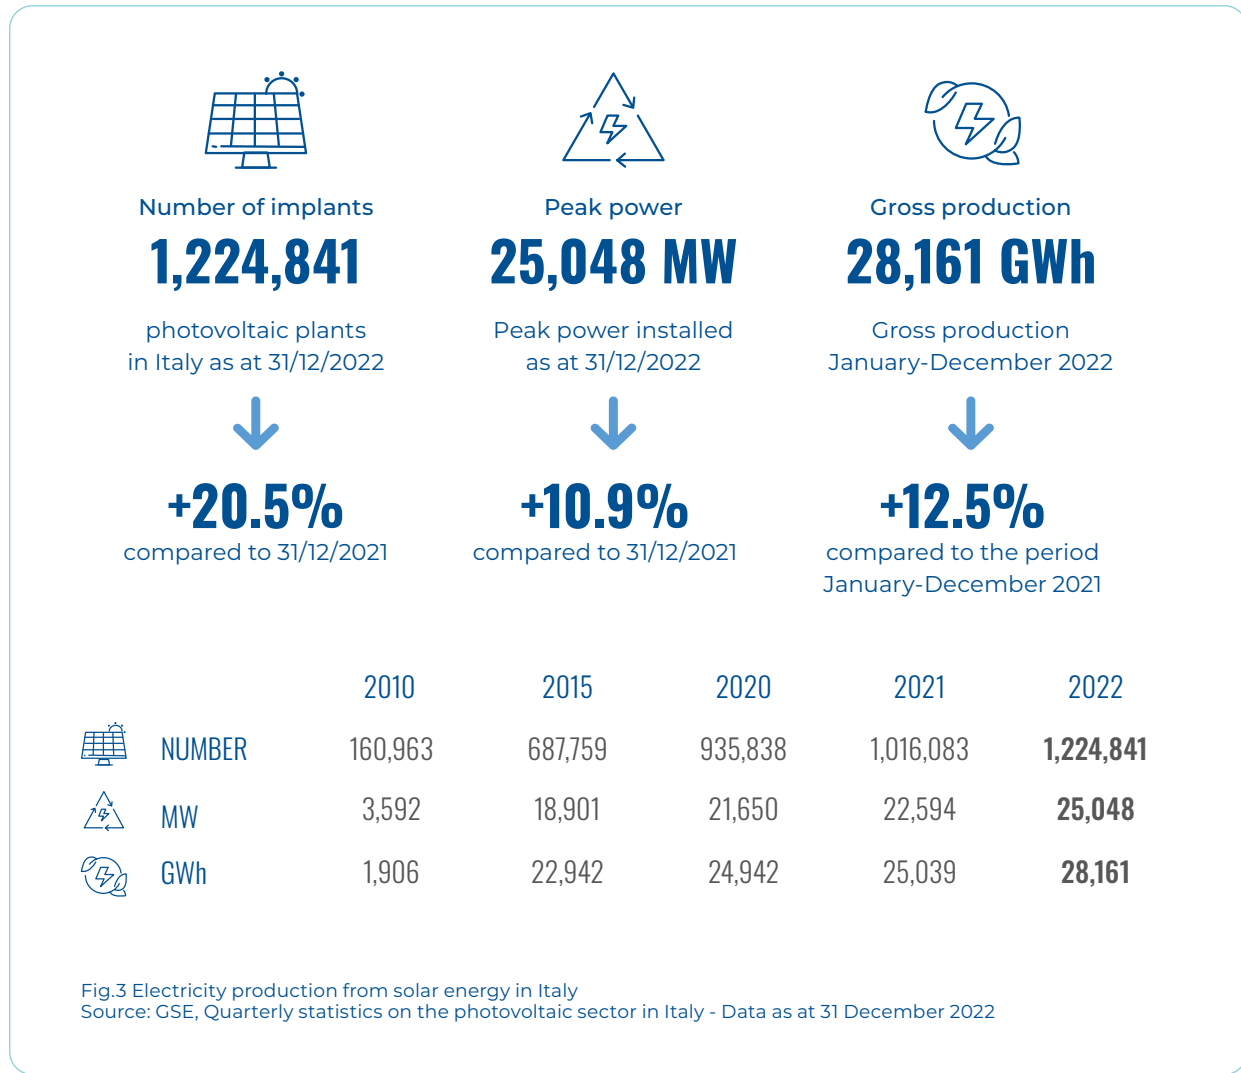 Number of implants
1,224,841
photovoltaic plants
in Italy as at 31/12/2022
+20.5%
compared to 31/12/2021
Peak power
25,048 MW
Peak power installed
as at 31/12/2022
+10.9%
compared to 31/12/2021
Gross production
28,161 GWh
Gross production
January-December 2022
+12.5%
compared to the period
January-December 2021
2010 2015 2020 2021 2022
NUMBER 160,963 687,759 935,838 1,016,083 1,224,841
MW 3,592 18,901 21,650 22,594 25,048
GWh 1,906 22,942 24,942 25,039 28,161
Fig.3 Electricity production from solar energy in Italy
Source: GSE, Quarterly statistics on the photovoltaic sector in Italy - Data as at 31 December 2022